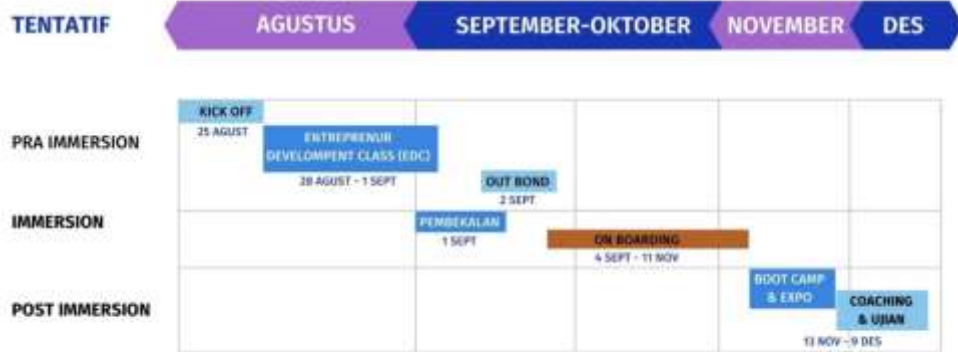 TENTATIF AGUSTUS SEPTEMBER-OKTOBER NOVEMBER DES
KICK OFF
25 AGUST
PRA IMMERSION
ENTREPRENUR
DEVELOMPENT CLASS (EDC)
28 AGUST - 1 SEPT
OUT BOND
2 SEPT
IMMERSION
PEMBEKALAN
1 SEPT
ON BOARDING
4 SEPT - 11 NOV
POST IMMERSION
BOOT CAMP
& EXPO
COACHING
& UJIAN
13 NOV - 9 DES